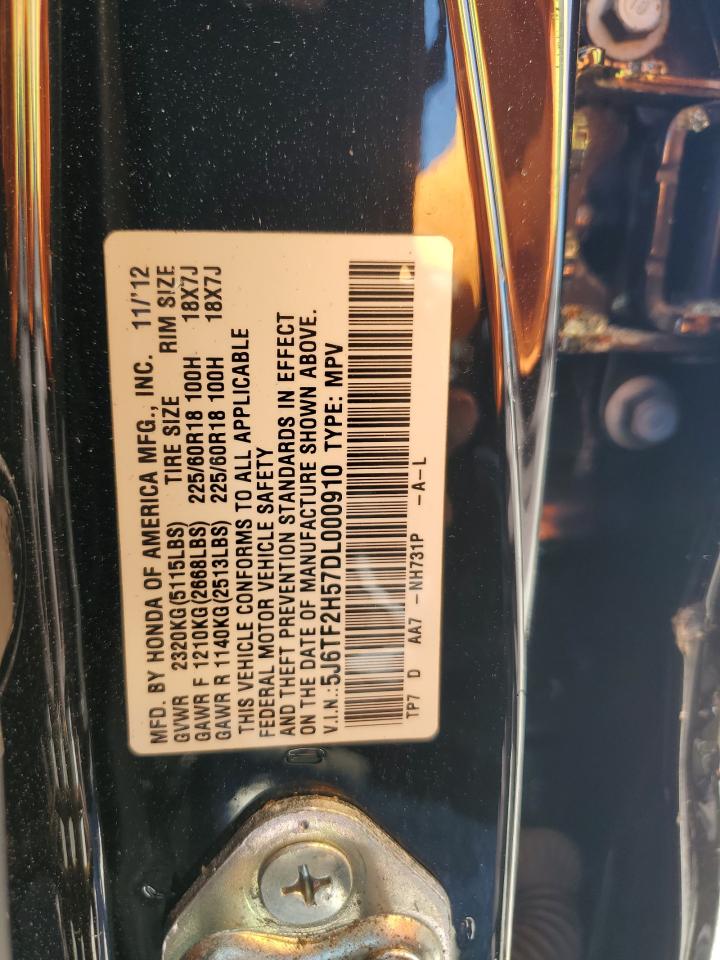 MFD. BY HONDA OF AMERICA MFG., INC. 11/'12
GVWR 2320KG(5115LBS) TIRE SIZE RIM SIZE
GAWR F 1210KG(2668LBS) 225/60R18 100H 18X7J
GAWR R 1140KG(2513LBS) 225/60R18 100H 18X7J
THIS VEHICLE CONFORMS TO ALL APPLICABLE
FEDERAL MOTOR VEHICLE SAFETY
AND THEFT PREVENTION STANDARDS IN EFFECT
ON THE DATE OF MANUFACTURE SHOWN ABOVE.
V.I.N.:5J6TF2H57DL000910 TYPE: MPV
TP7 D AA7 -NH731P -A-L